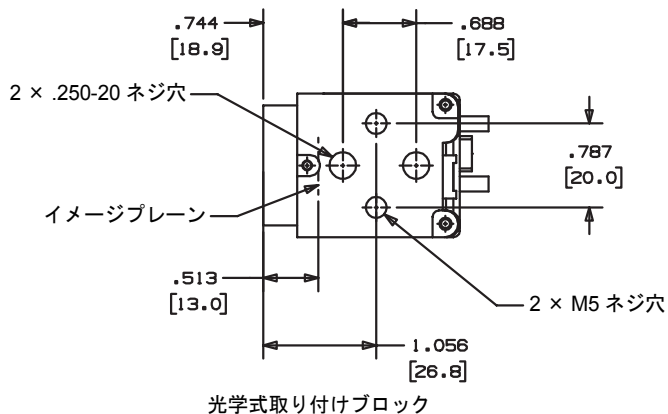 .744
[18.9]
.688
[17.5]
2 × .250-20 ネジ穴
.787
[20.0]
イメージプレーン
.513
[13.0]
2 × M5 ネジ穴
1.056
[26.8]
光学式取り付けブロック